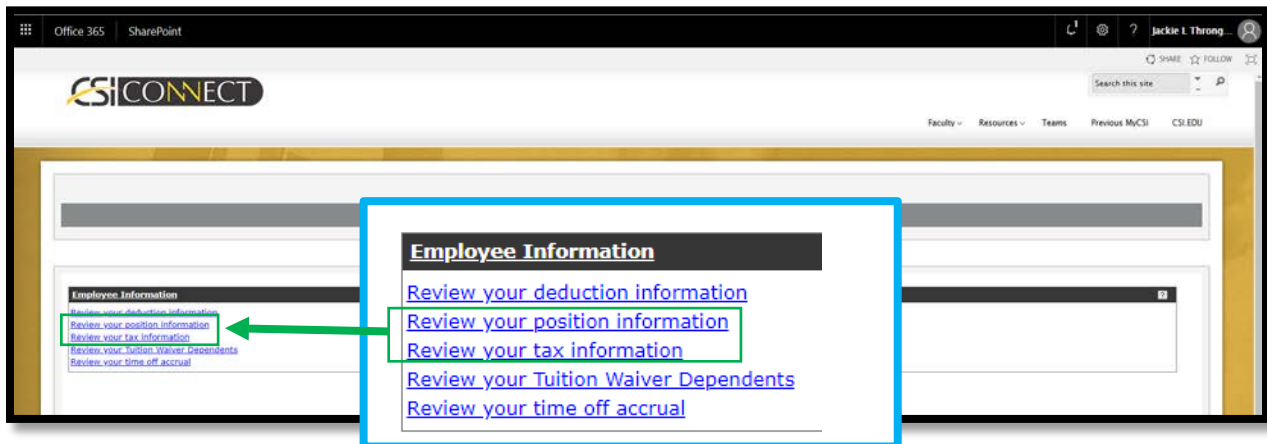 Office 365 SharePoint ? Jackie L Throng...
SHARE FOLLOW
CSI CONNECT
Search this site
Faculty Resources Teams Previous MyCSI CSI.EDU
Employee Information
Review your deduction information
Review your position information
Review your tax information
Review your Tuition Waiver Dependents
Review your time off accrual
Employee Information ?
Review your deduction information
Review your position information
Review your tax information
Review your Tuition Waiver Dependents
Review your time off accrual